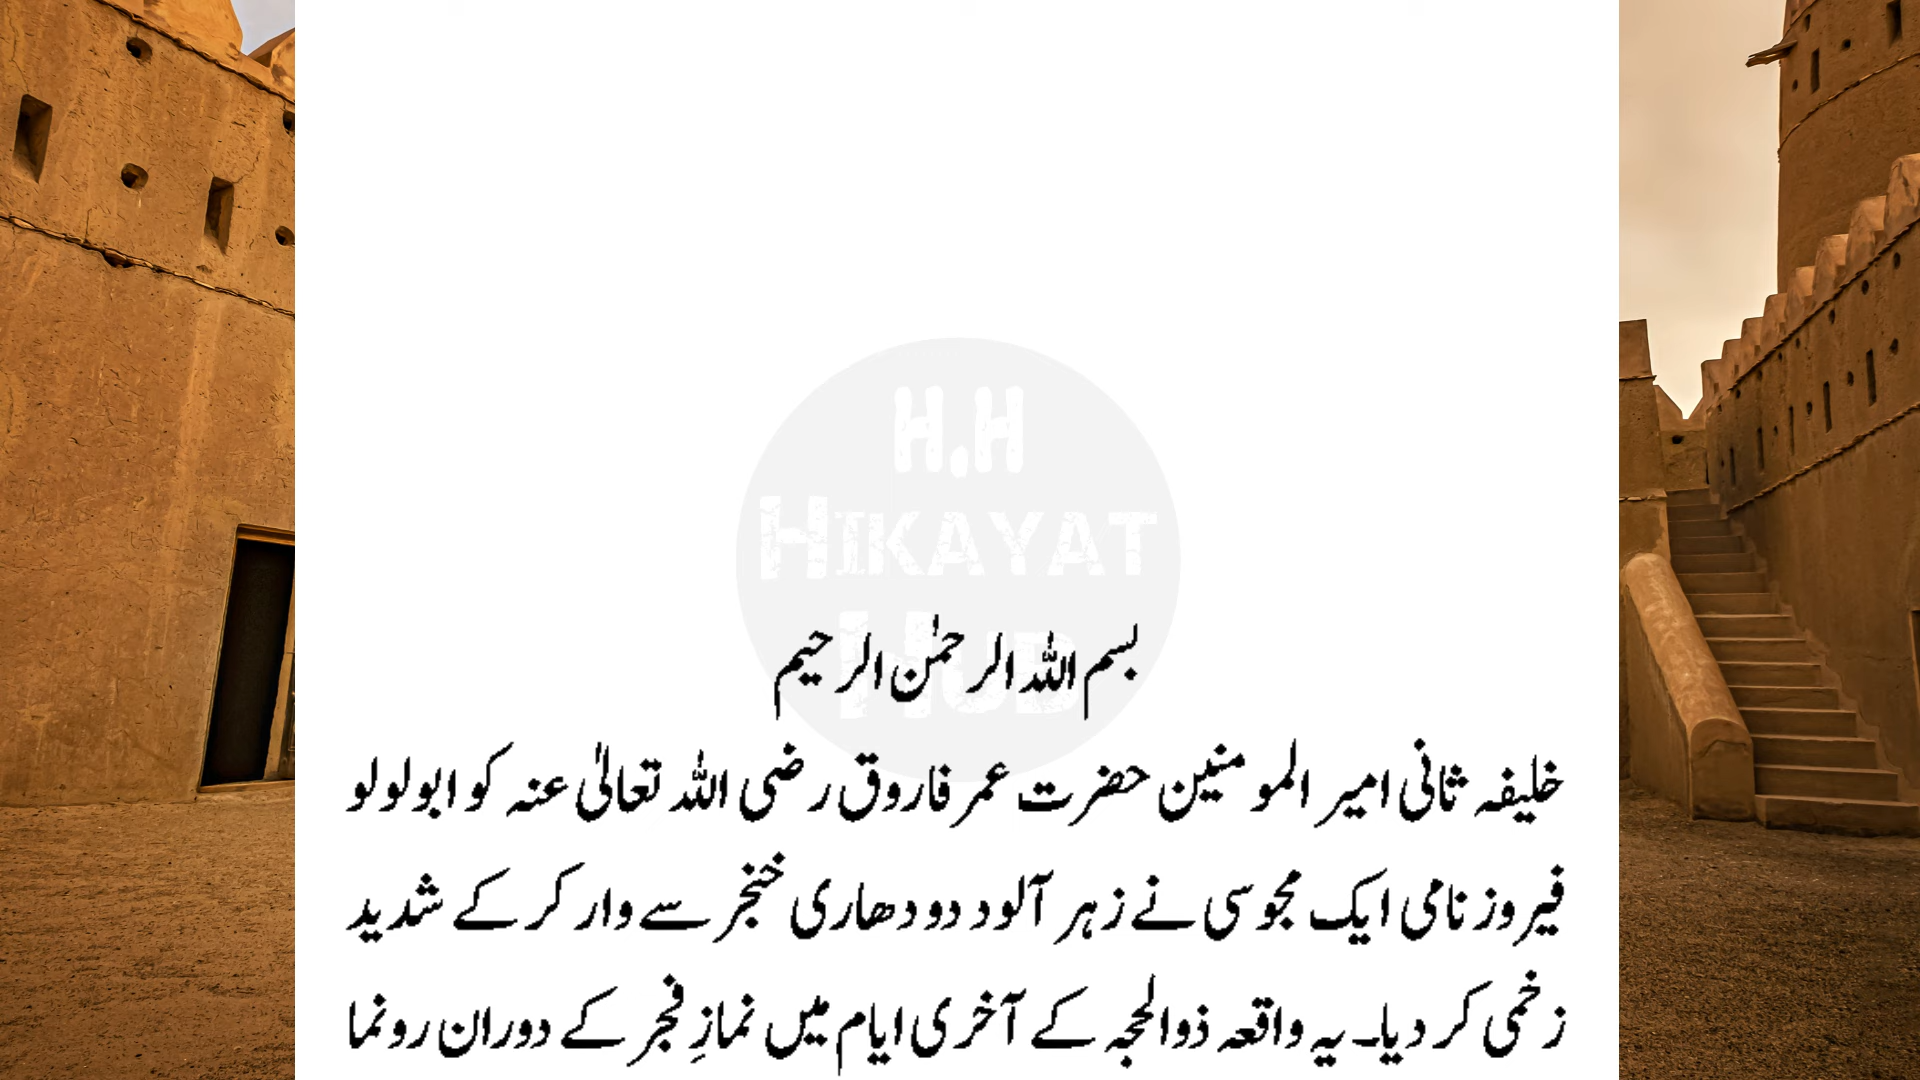 H.H
HIKAYAT
HUB
بسم اللہ الرحمٰن الرحیم
خلیفہ ثانی امیر المومنین حضرت عمر فاروق رضی اللہ تعالیٰ عنہ کو ابولولو
فیروز نامی ایک مجوسی نے زہر آلود دو دھاری خنجر سے وار کر کے شدید
زخمی کر دیا۔ یہ واقعہ ذوالحجہ کے آخری ایام میں نمازِ فجر کے دوران رونما